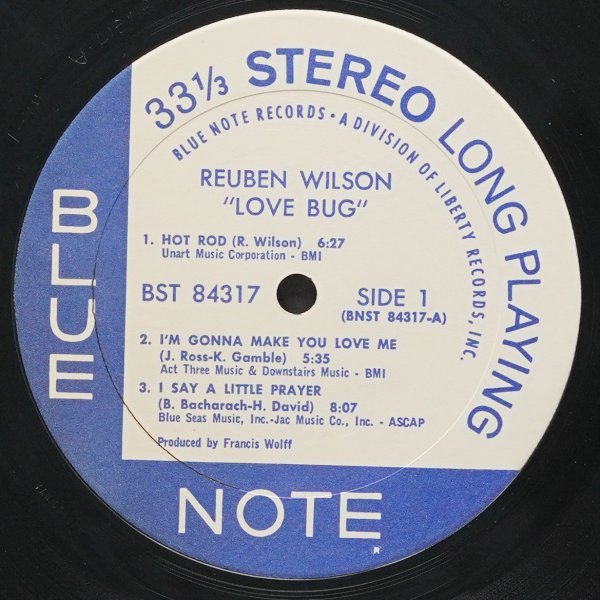 33⅓ STEREO LONG PLAYING
BLUE NOTE RECORDS • A DIVISION OF LIBERTY RECORDS, INC.
REUBEN WILSON
"LOVE BUG"
1. HOT ROD (R. Wilson) 6:27
Unart Music Corporation - BMI
BST 84317
SIDE 1
(BNST 84317-A)
2. I'M GONNA MAKE YOU LOVE ME
(J. Ross-K. Gamble) 5:35
Act Three Music & Downstairs Music - BMI
3. I SAY A LITTLE PRAYER
(B. Bacharach-H. David) 8:07
Blue Seas Music, Inc.-Jac Music Co., Inc. - ASCAP
Produced by Francis Wolff
BLUE
NOTE